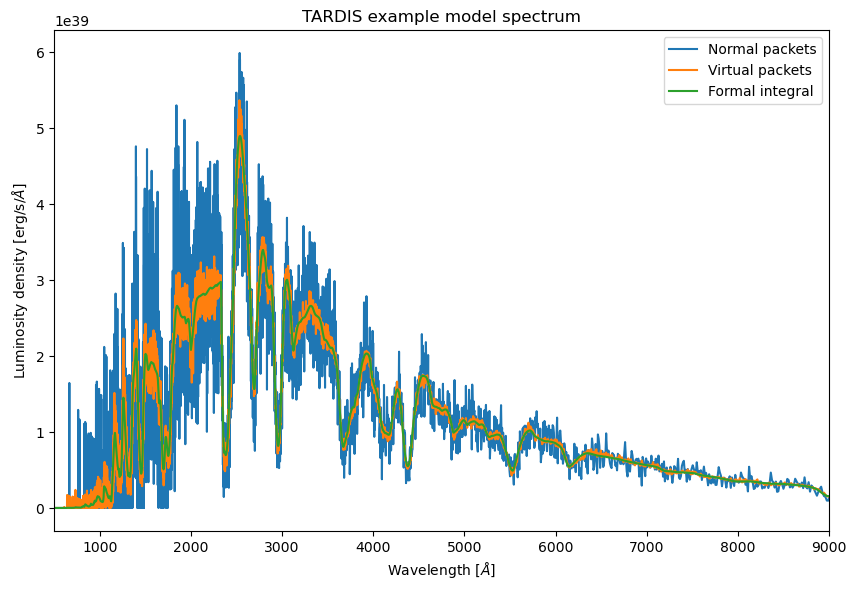 TARDIS example model spectrum
1e39
Normal packets
Virtual packets
Formal integral
6
5
4
3
2
1
0
Luminosity density [erg/s/Å]
1000 2000 3000 4000 5000 6000 7000 8000 9000
Wavelength [Å]